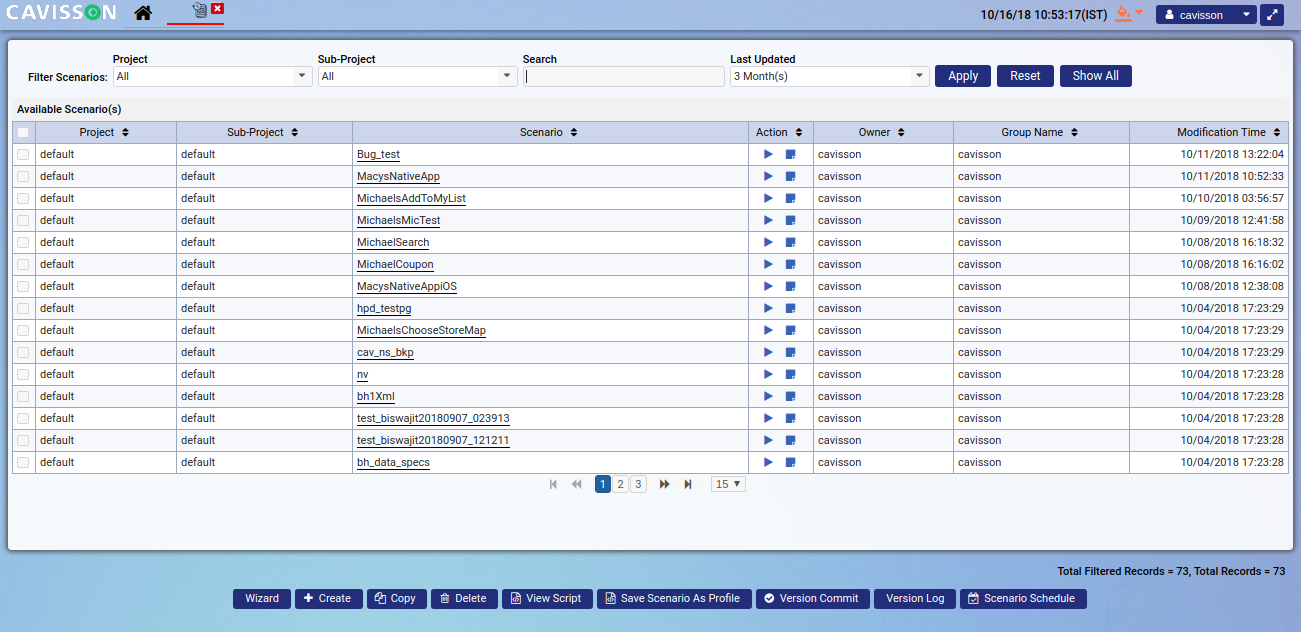 CAVISSON 10/16/18 10:53:17(IST) cavisson
Project Sub-Project Search Last Updated
Filter Scenarios: All All 3 Month(s) Apply Reset Show All
Available Scenario(s)
Project Sub-Project Scenario Action Owner Group Name Modification Time
default default Bug_test cavisson cavisson 10/11/2018 13:22:04
default default MacysNativeApp cavisson cavisson 10/11/2018 10:52:33
default default MichaelsAddToMyList cavisson cavisson 10/10/2018 03:56:57
default default MichaelsMicTest cavisson cavisson 10/09/2018 12:41:58
default default MichaelSearch cavisson cavisson 10/08/2018 16:18:32
default default MichaelCoupon cavisson cavisson 10/08/2018 16:16:02
default default MacysNativeAppiOS cavisson cavisson 10/08/2018 12:38:08
default default hpd_testpg cavisson cavisson 10/04/2018 17:23:29
default default MichaelsChooseStoreMap cavisson cavisson 10/04/2018 17:23:29
default default cav_ns_bkp cavisson cavisson 10/04/2018 17:23:29
default default nv cavisson cavisson 10/04/2018 17:23:28
default default bh1Xml cavisson cavisson 10/04/2018 17:23:28
default default test_biswajit20180907_023913 cavisson cavisson 10/04/2018 17:23:28
default default test_biswajit20180907_121211 cavisson cavisson 10/04/2018 17:23:28
default default bh_data_specs cavisson cavisson 10/04/2018 17:23:28
1 2 3 15
Total Filtered Records = 73, Total Records = 73
Wizard Create Copy Delete View Script Save Scenario As Profile Version Commit Version Log Scenario Schedule